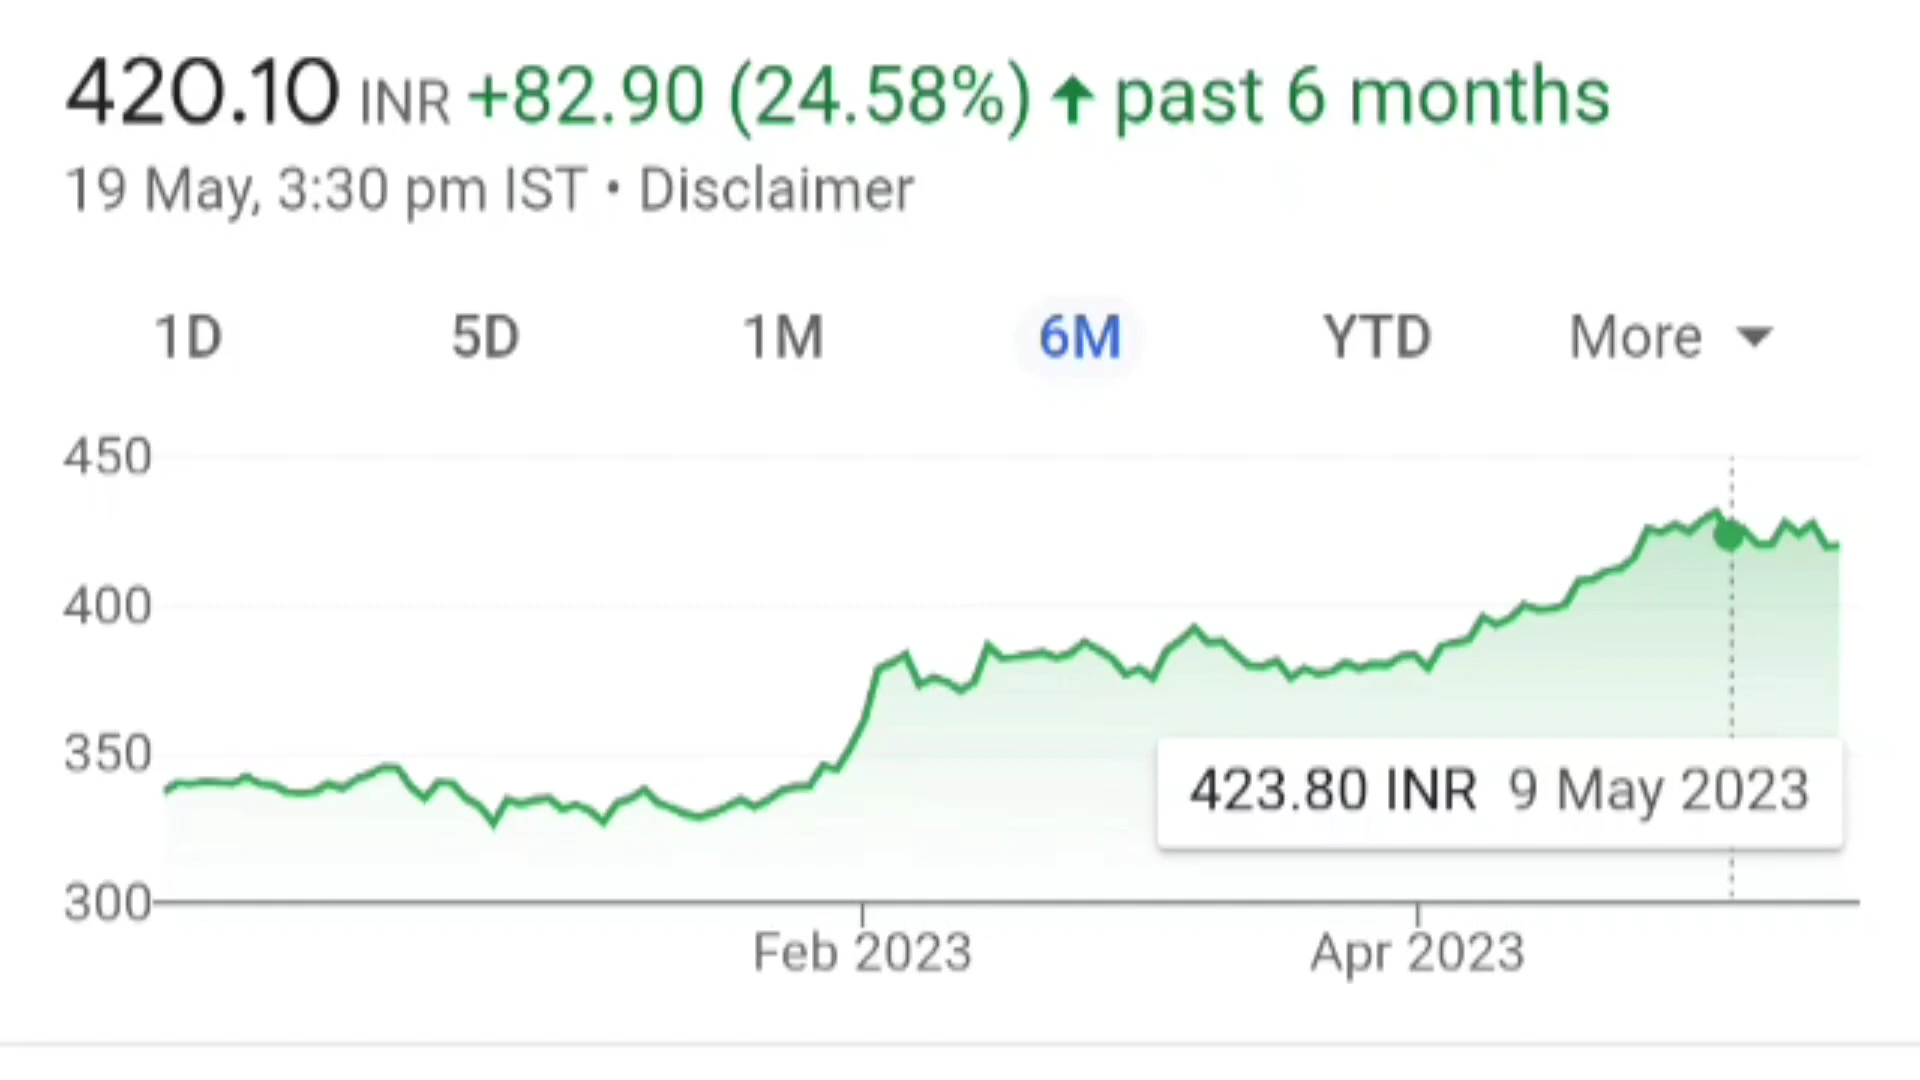 420.10 INR +82.90 (24.58%) ↑ past 6 months
19 May, 3:30 pm IST • Disclaimer
1D 5D 1M 6M YTD More
450
400
350
423.80 INR 9 May 2023
300
Feb 2023 Apr 2023